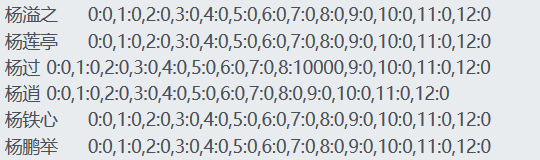 杨溢之 0:0,1:0,2:0,3:0,4:0,5:0,6:0,7:0,8:0,9:0,10:0,11:0,12:0
杨莲亭 0:0,1:0,2:0,3:0,4:0,5:0,6:0,7:0,8:0,9:0,10:0,11:0,12:0
杨过 0:0,1:0,2:0,3:0,4:0,5:0,6:0,7:0,8:10000,9:0,10:0,11:0,12:0
杨逍 0:0,1:0,2:0,3:0,4:0,5:0,6:0,7:0,8:0,9:0,10:0,11:0,12:0
杨铁心 0:0,1:0,2:0,3:0,4:0,5:0,6:0,7:0,8:0,9:0,10:0,11:0,12:0
杨鹏举 0:0,1:0,2:0,3:0,4:0,5:0,6:0,7:0,8:0,9:0,10:0,11:0,12:0